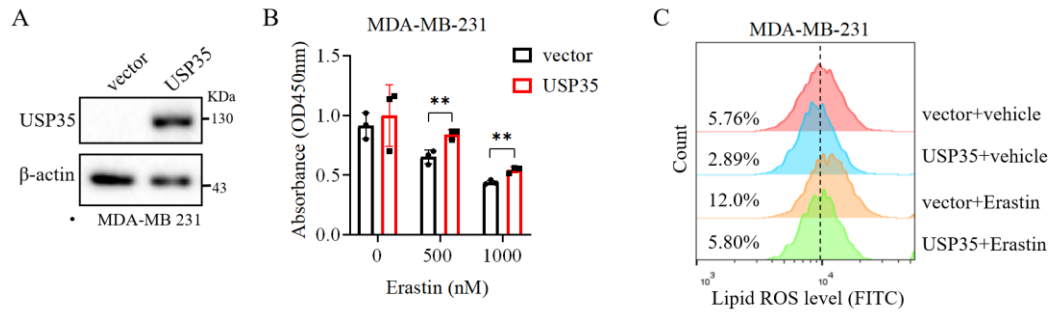 A
vector
USP35
KDa
USP35
130
β-actin
43
• MDA-MB 231
B
MDA-MB-231
vector
USP35
Absorbance (OD450nm)
1.5
1.0
0.5
0.0
**
**
0
500
1000
Erastin (nM)
C
MDA-MB-231
Count
5.76%
vector+vehicle
2.89%
USP35+vehicle
12.0%
vector+Erastin
5.80%
USP35+Erastin
10³
10⁴
Lipid ROS level (FITC)